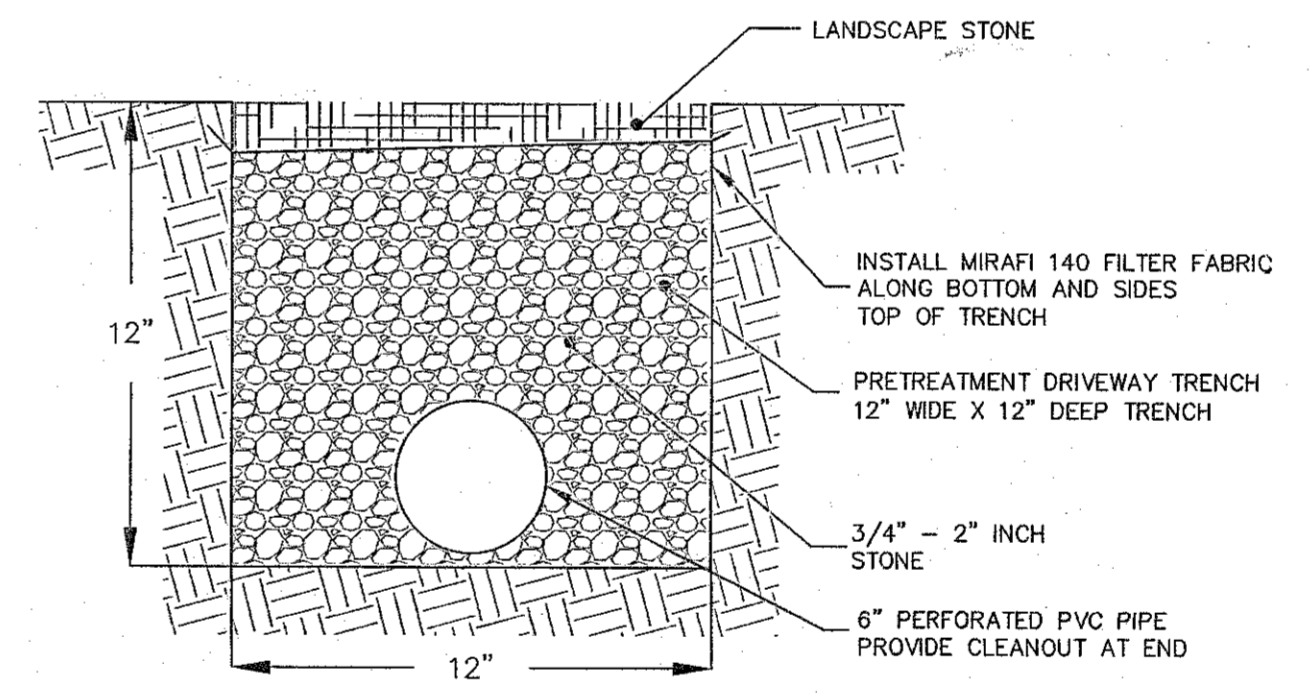 LANDSCAPE STONE
INSTALL MIRAFI 140 FILTER FABRIC
ALONG BOTTOM AND SIDES
TOP OF TRENCH
12"
PRETREATMENT DRIVEWAY TRENCH
12" WIDE X 12" DEEP TRENCH
3/4" – 2" INCH
STONE
6" PERFORATED PVC PIPE
PROVIDE CLEANOUT AT END
12"